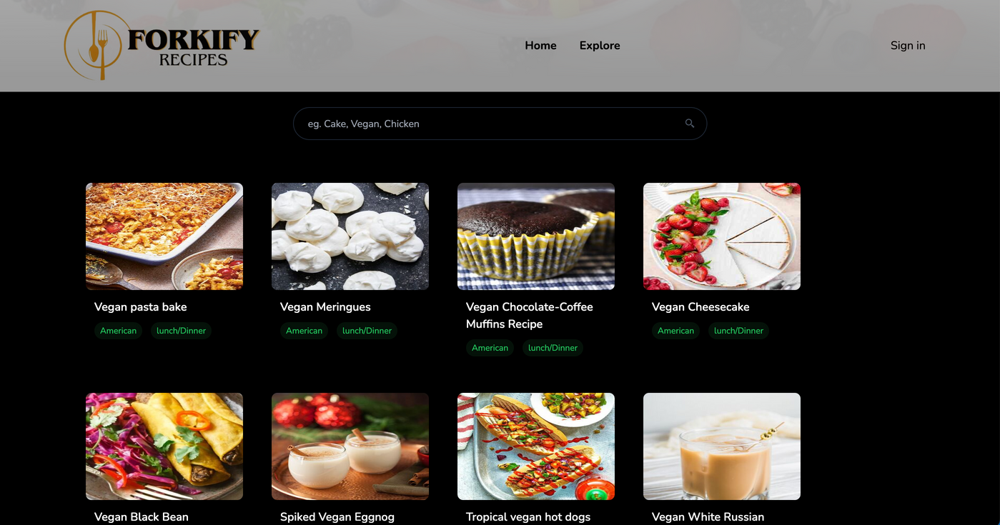 FORKIFY
RECIPES
Home
Explore
Sign in
eg. Cake, Vegan, Chicken
Vegan pasta bake
American
lunch/Dinner
Vegan Meringues
American
lunch/Dinner
Vegan Chocolate-Coffee
Muffins Recipe
American
lunch/Dinner
Vegan Cheesecake
American
lunch/Dinner
Vegan Black Bean
Spiked Vegan Eggnog
Tropical vegan hot dogs
Vegan White Russian